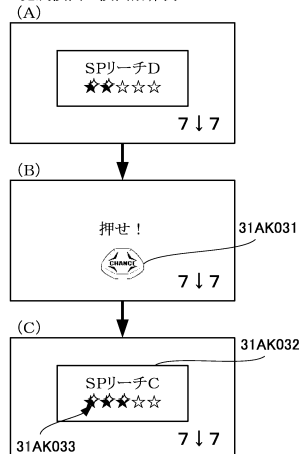 (A)
SPリーチD
★★☆☆☆
7↓7
(B)
押せ！
31AK031
CHANCE
7↓7
(C)
31AK032
SPリーチC
★★★☆☆
7↓7
31AK033